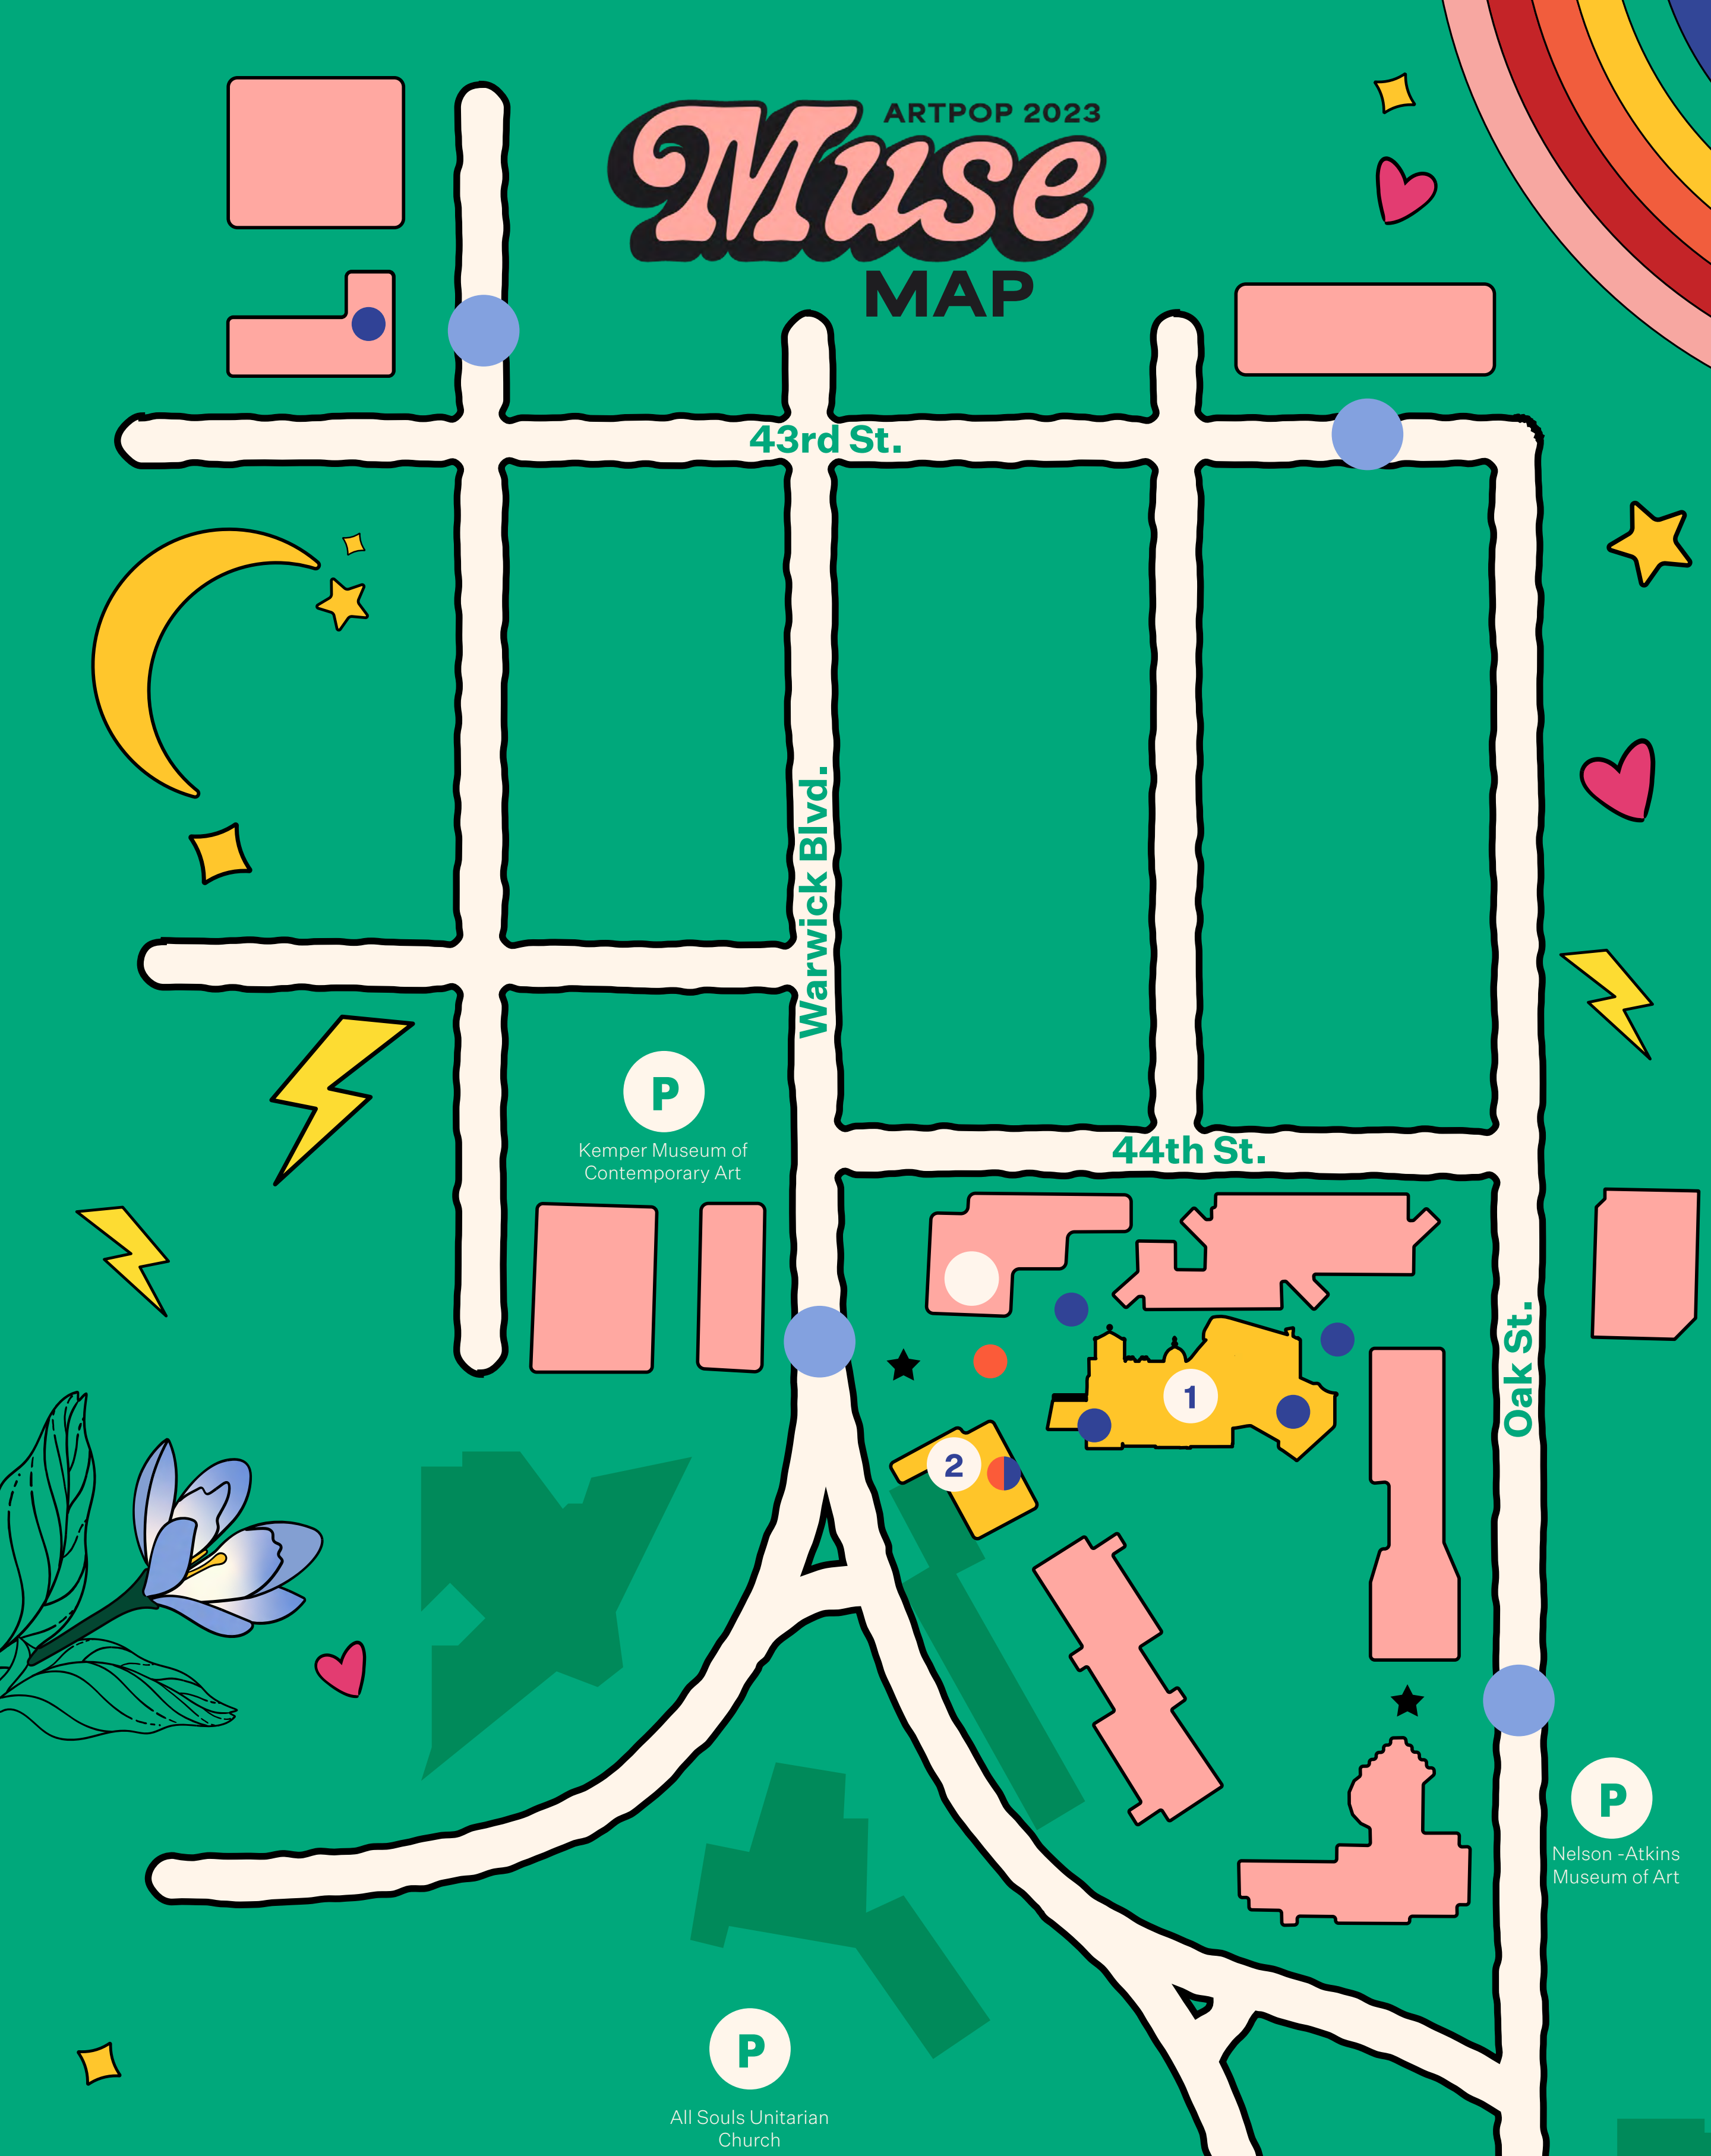 ARTPOP 2023
Muse
MAP
43rd St.
Warwick Blvd.
P
Kemper Museum of
Contemporary Art
44th St.
Oak St.
1
2
P
Nelson -Atkins
Museum of Art
P
All Souls Unitarian
Church